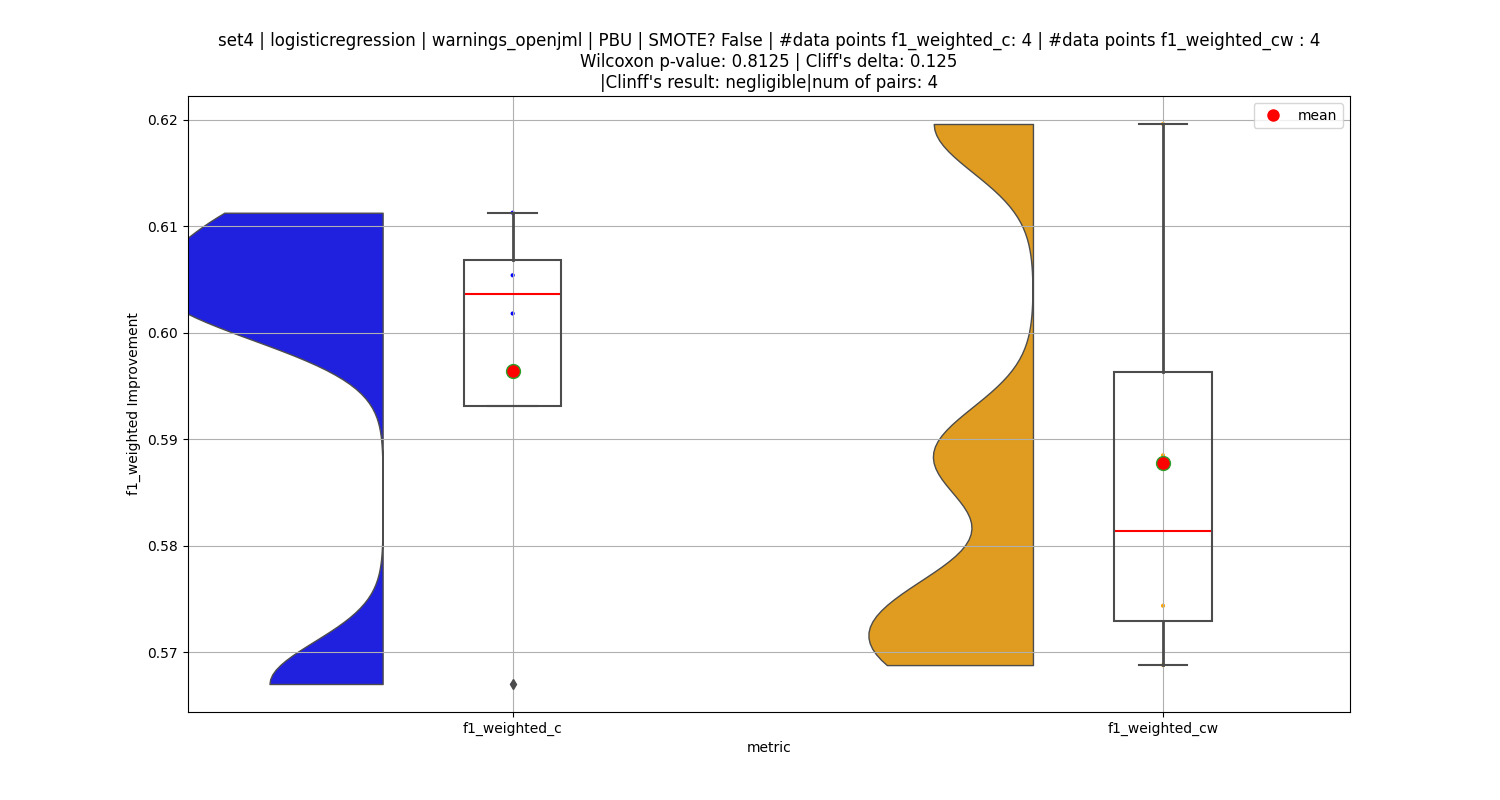 set4 | logisticregression | warnings_openjml | PBU | SMOTE? False | #data points f1_weighted_c: 4 | #data points f1_weighted_cw : 4
Wilcoxon p-value: 0.8125 | Cliff's delta: 0.125
|Clinff's result: negligible|num of pairs: 4
mean
0.62
0.61
0.60
0.59
0.58
0.57
f1_weighted Improvement
f1_weighted_c
f1_weighted_cw
metric